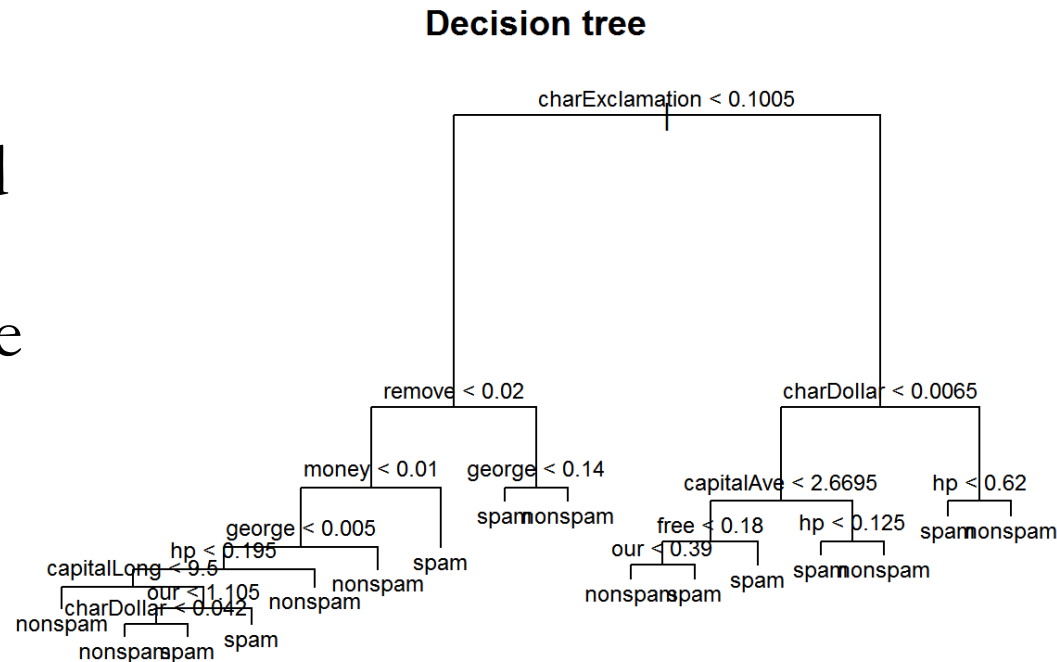 Decision tree
charExclamation < 0.1005
d
e
remove < 0.02
charDollar < 0.0065
money < 0.01
george < 0.14
capitalAve < 2.6695
hp < 0.62
spam
nonspam
george < 0.005
free < 0.18
hp < 0.125
spam
nonspam
hp < 0.195
our < 0.39
spam
capitalLong < 9.5
nonspam
spam
spam
nonspam
our < 1.105
nonspam
nonspam
spam
charDollar < 0.042
nonspam
spam
nonspam
spam